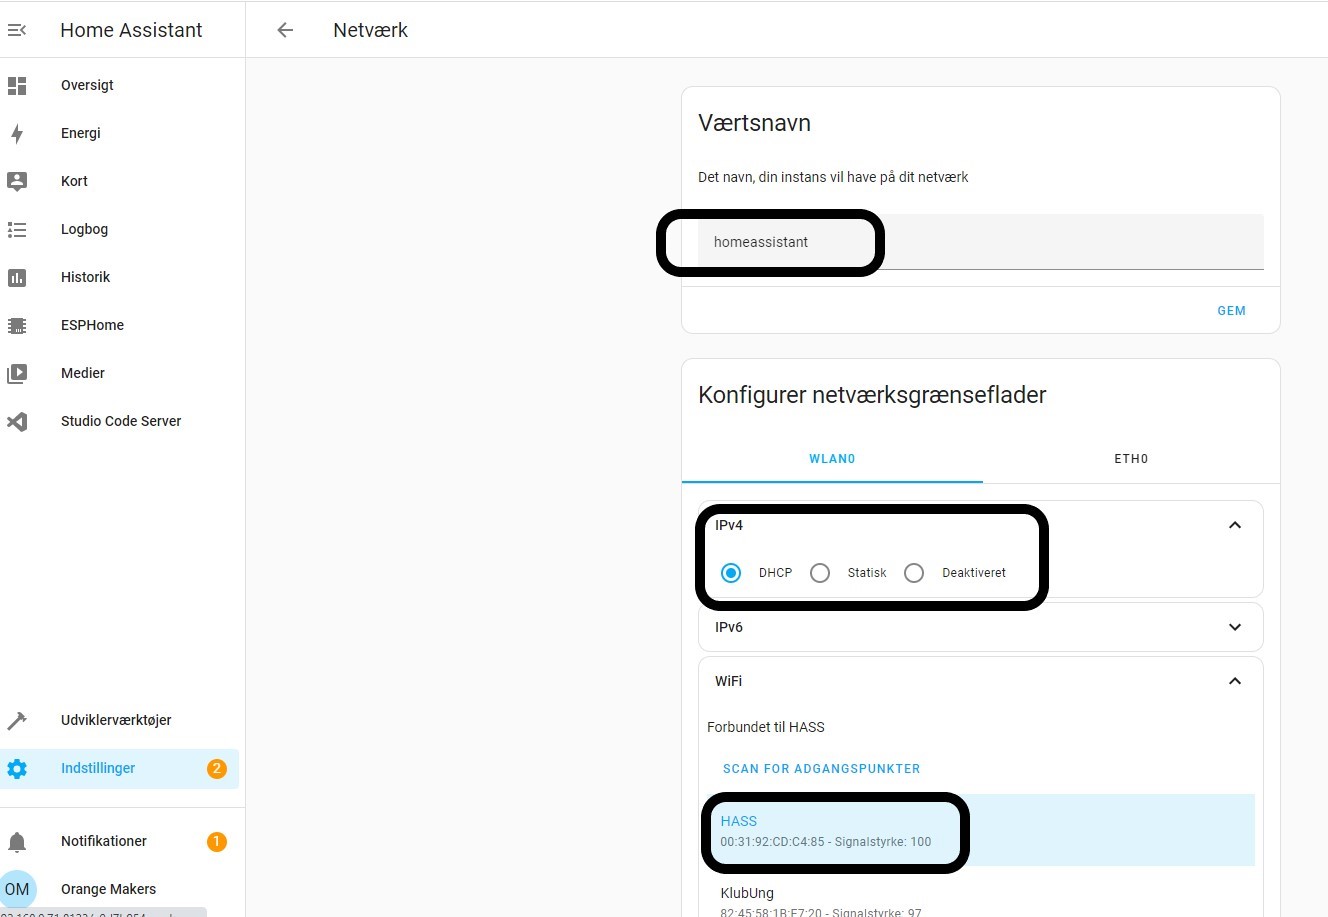 Home Assistant
Netværk
Oversigt
Energi
Kort
Logbog
Historik
ESPHome
Medier
Studio Code Server
Udviklerværktøjer
Indstillinger 2
Notifikationer 1
OM Orange Makers
Værtsnavn
Det navn, din instans vil have på dit netværk
homeassistant
GEM
Konfigurer netværksgrænseflader
WLAN0 ETH0
IPv4
DHCP Statisk Deaktiveret
IPv6
WiFi
Forbundet til HASS
SCAN FOR ADGANGSPUNKTER
HASS
00:31:92:CD:C4:85 - Signalstyrke: 100
KlubUng
82:45:58:1B:E7:20 - Signalstyrke: 97